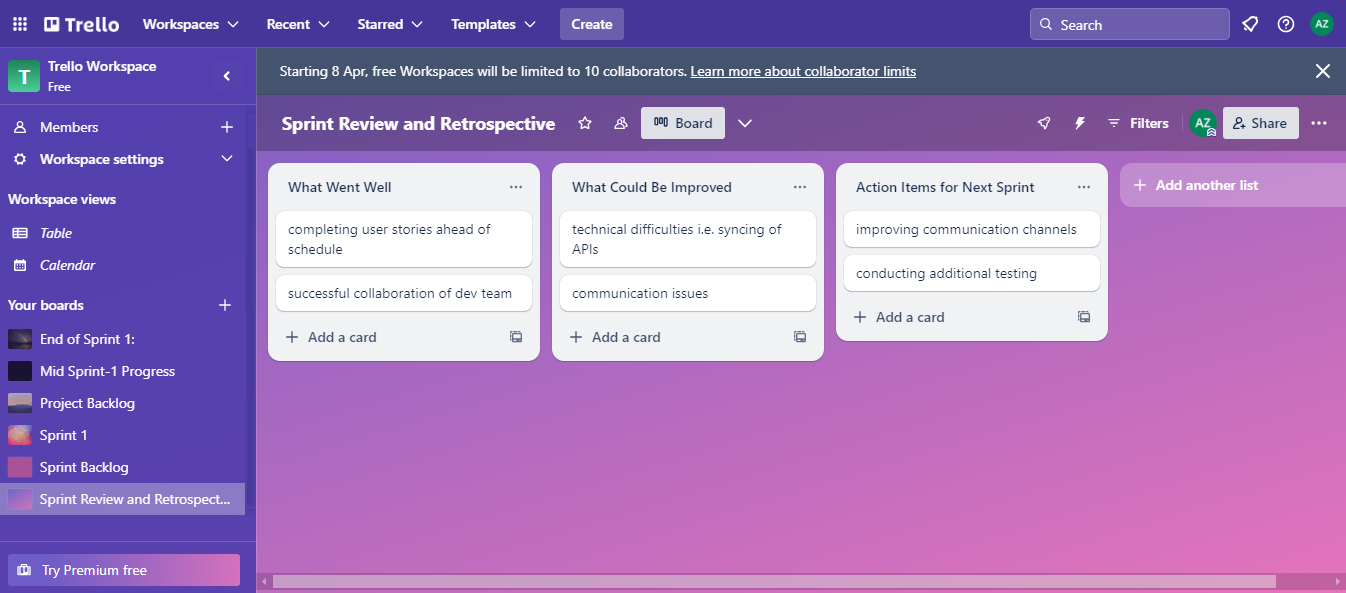 Trello
Workspaces
Recent
Starred
Templates
Create
Search
AZ
T
Trello Workspace
Free
Members
Workspace settings
Workspace views
Table
Calendar
Your boards
End of Sprint 1:
Mid Sprint-1 Progress
Project Backlog
Sprint 1
Sprint Backlog
Sprint Review and Retrospect...
Try Premium free
Starting 8 Apr, free Workspaces will be limited to 10 collaborators. Learn more about collaborator limits
Sprint Review and Retrospective
Board
Filters
AZ
Share
What Went Well
completing user stories ahead of
schedule
successful collaboration of dev team
Add a card
What Could Be Improved
technical difficulties i.e. syncing of
APIs
communication issues
Add a card
Action Items for Next Sprint
improving communication channels
conducting additional testing
Add a card
Add another list